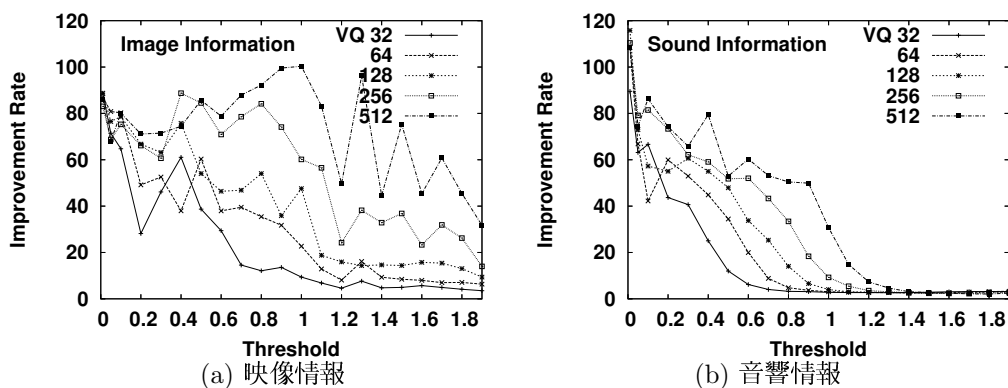 120
100
80
60
40
20
0
Improvement Rate
Image Information
VQ 32
64
128
256
512
0 0.2 0.4 0.6 0.8 1 1.2 1.4 1.6 1.8
Threshold
(a) 映像情報
120
100
80
60
40
20
0
Improvement Rate
Sound Information
VQ 32
64
128
256
512
0 0.2 0.4 0.6 0.8 1 1.2 1.4 1.6 1.8
Threshold
(b) 音響情報